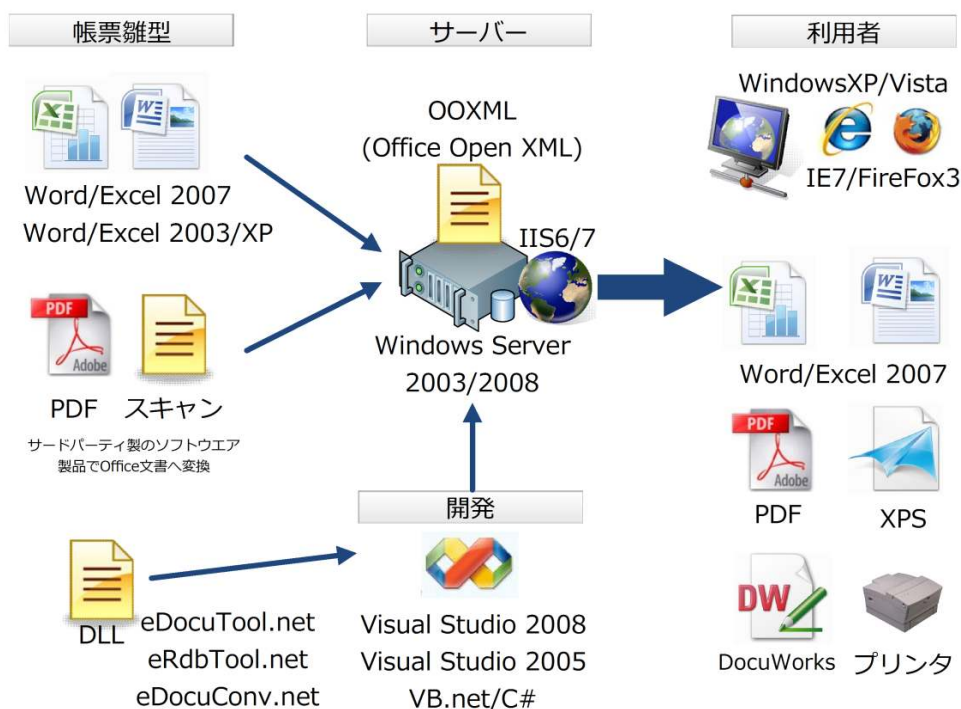 帳票雛型
サーバー
利用者
WindowsXP/Vista
IE7/FireFox3
OOXML
(Office Open XML)
Word/Excel 2007
Word/Excel 2003/XP
IIS6/7
Windows Server
2003/2008
PDF
Adobe
PDF
スキャン
サードパーティ製のソフトウエア
製品でOffice文書へ変換
Word/Excel 2007
PDF
Adobe
PDF
XPS
開発
DLL
eDocuTool.net
eRdbTool.net
eDocuConv.net
Visual Studio 2008
Visual Studio 2005
VB.net/C#
DW
DocuWorks
プリンタ